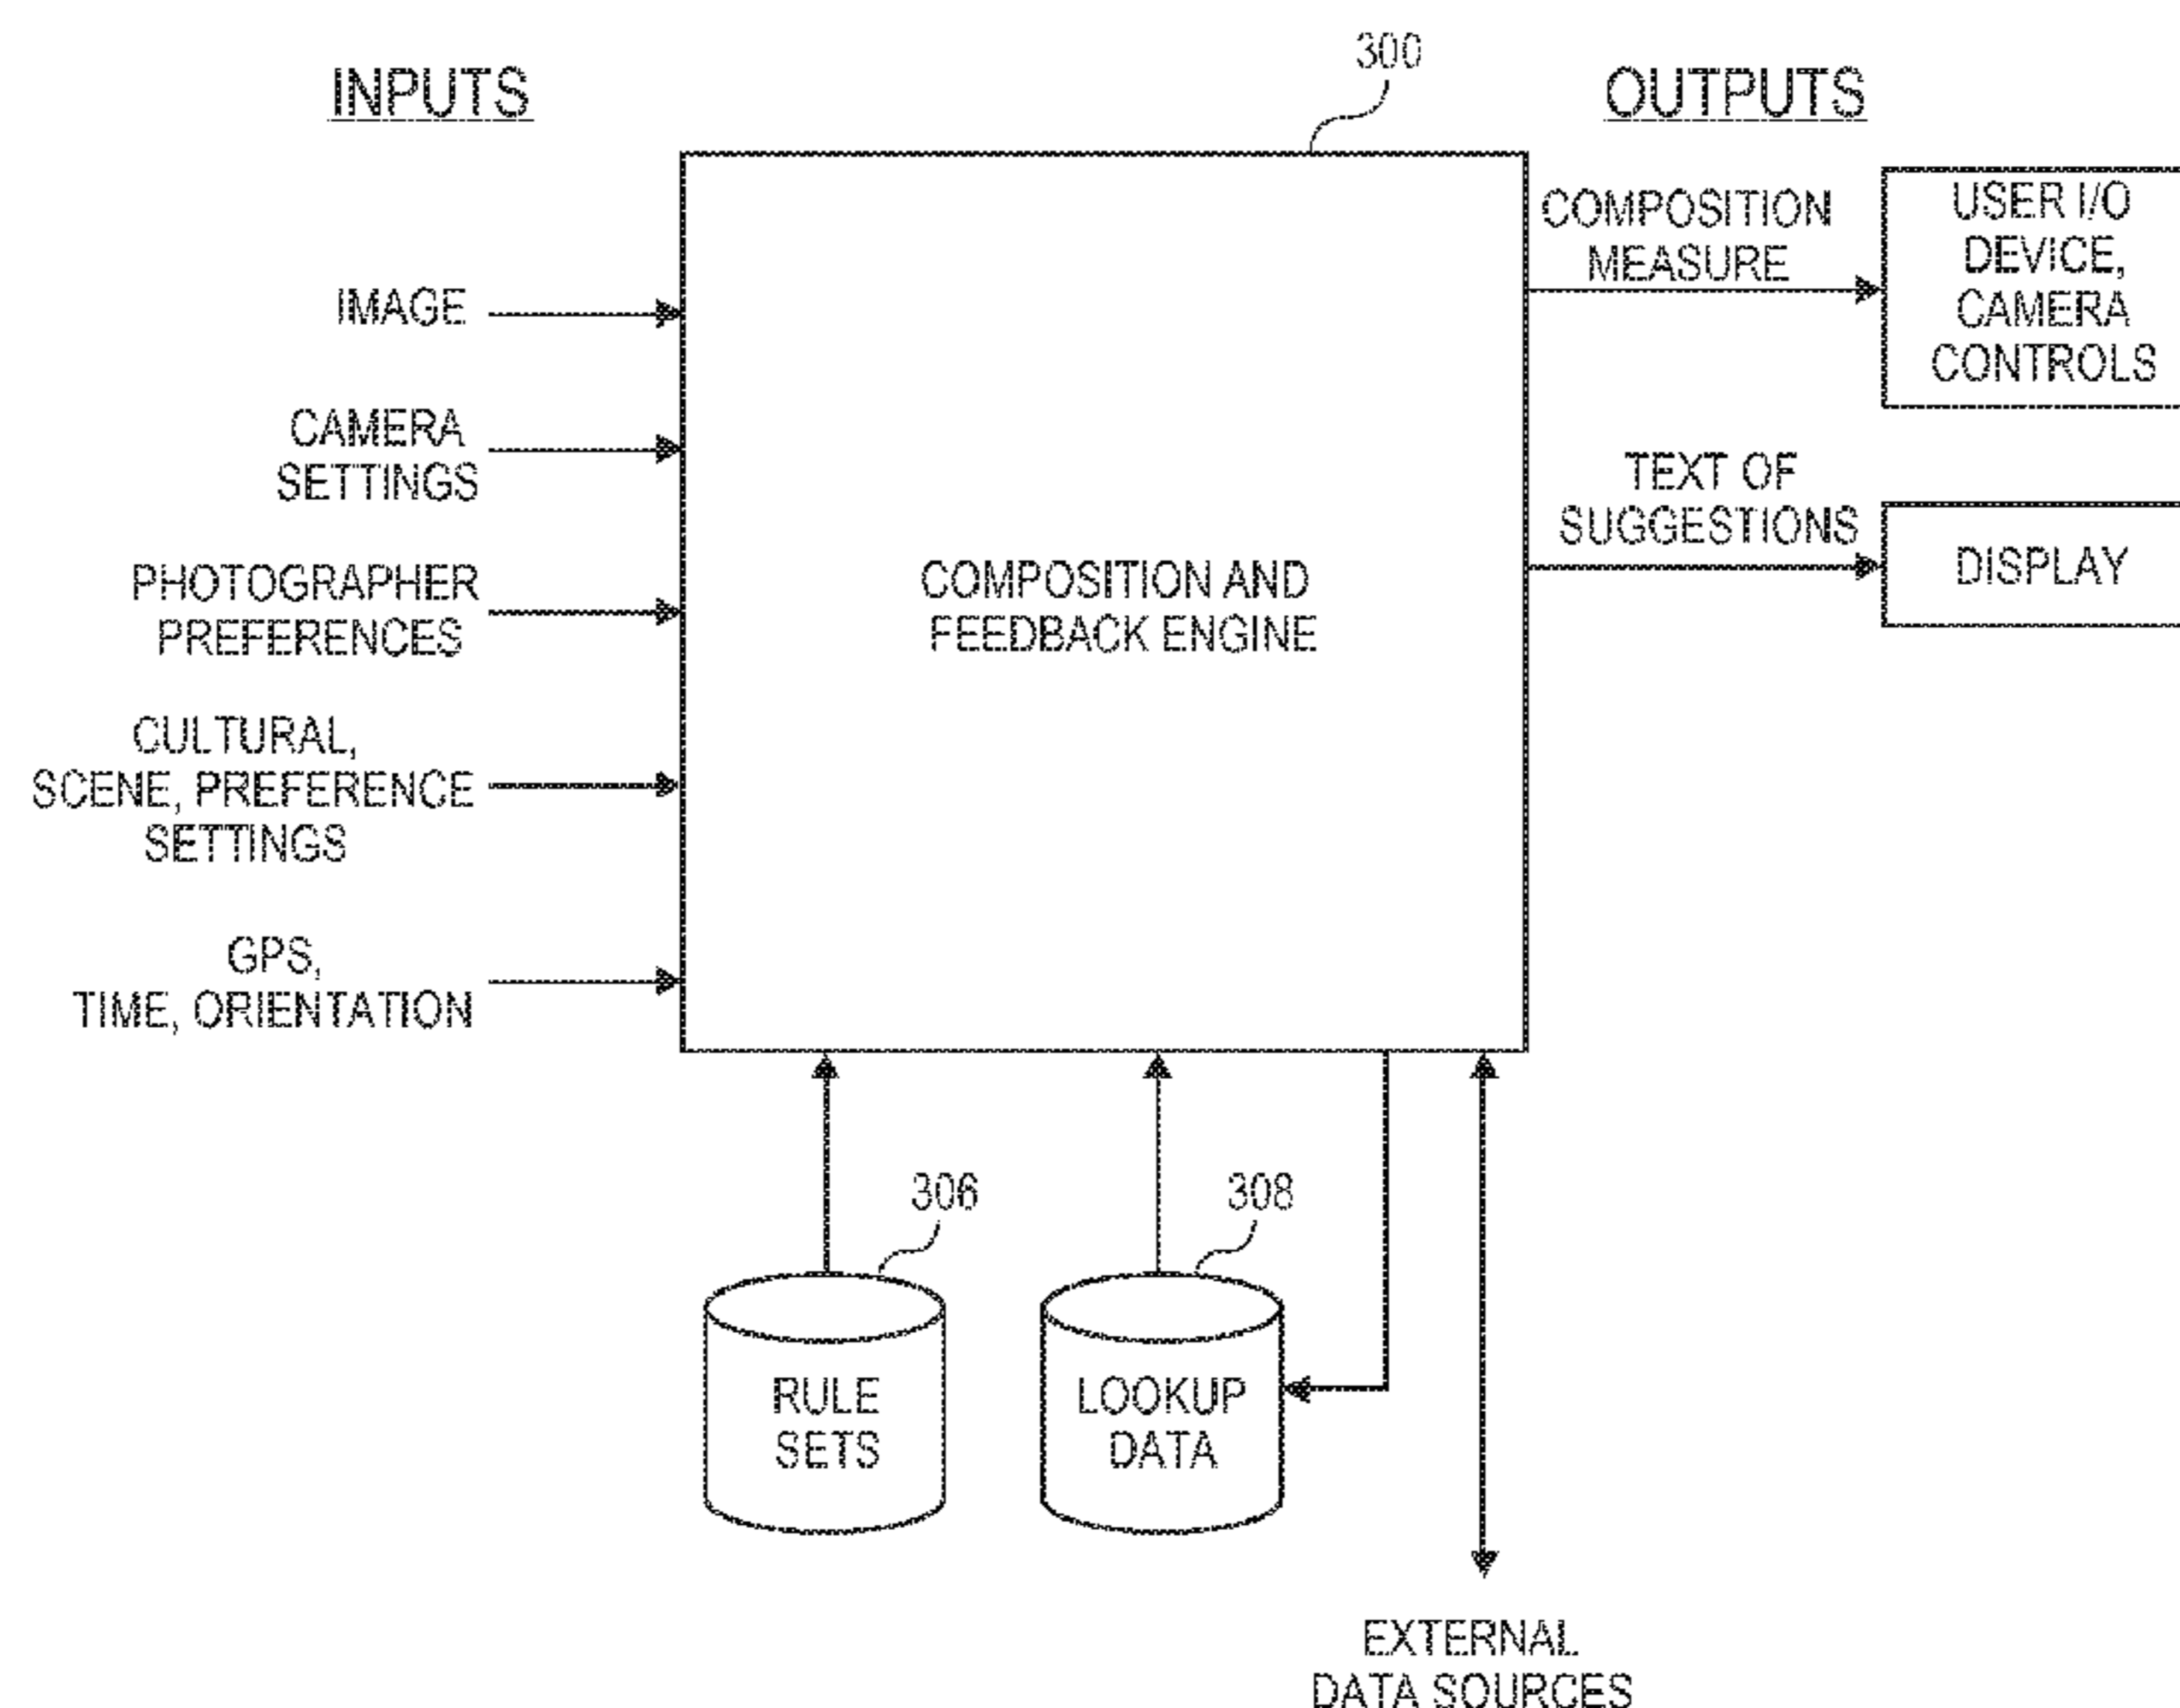 300
INPUTS
OUTPUTS
IMAGE
CAMERA
SETTINGS
PHOTOGRAPHER
PREFERENCES
CULTURAL,
SCENE, PREFERENCE
SETTINGS
GPS,
TIME, ORIENTATION
COMPOSITION AND
FEEDBACK ENGINE
COMPOSITION
MEASURE
USER I/O
DEVICE,
CAMERA
CONTROLS
TEXT OF
SUGGESTIONS
DISPLAY
306
RULE
SETS
308
LOOKUP
DATA
EXTERNAL
DATA SOURCES